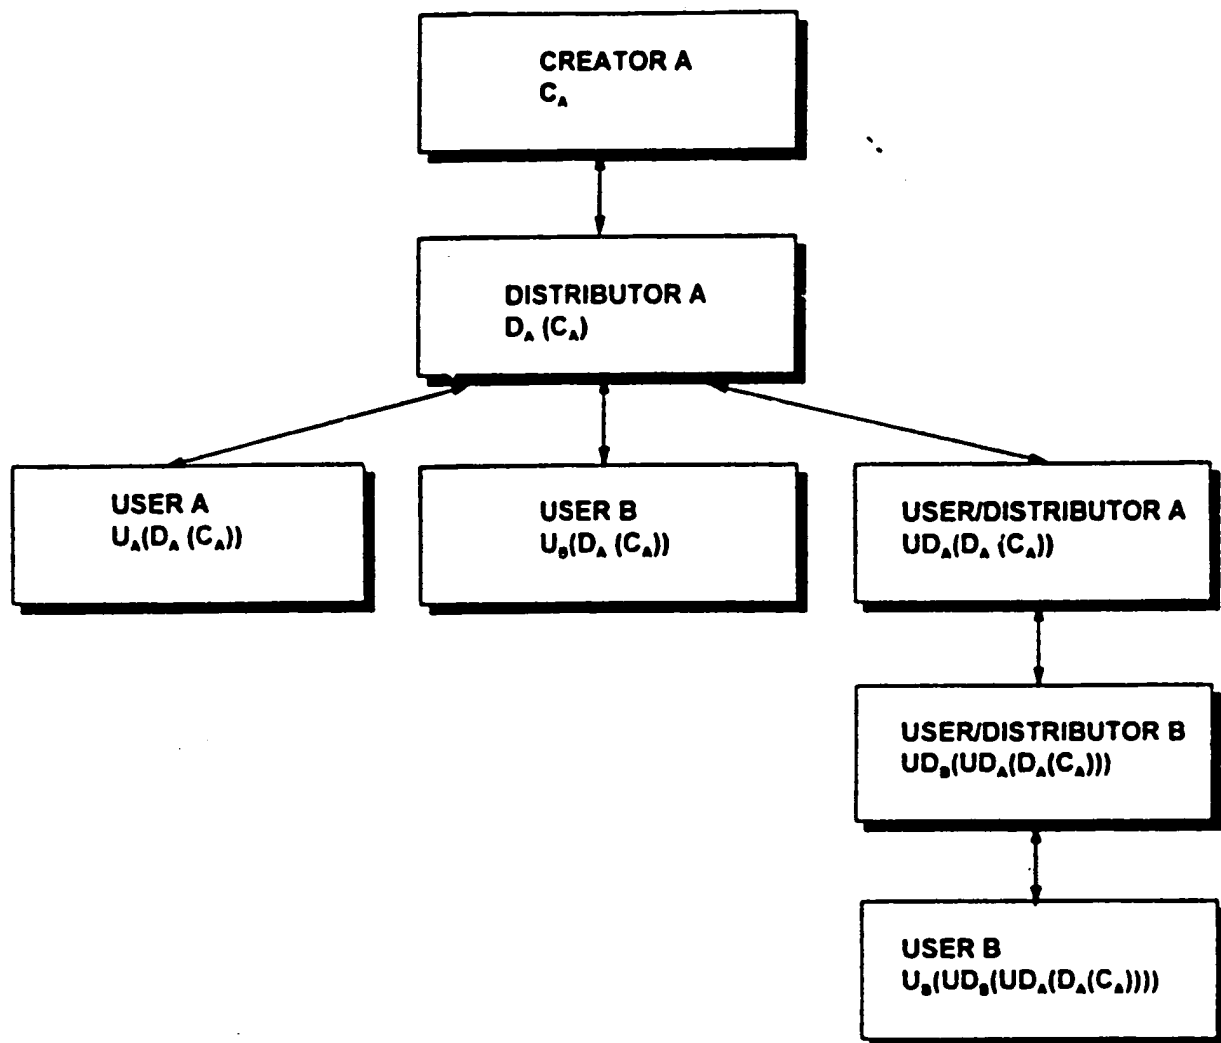 CREATOR A
C_A
DISTRIBUTOR A
D_A (C_A)
USER A
U_A(D_A (C_A))
USER B
U_B(D_A (C_A))
USER/DISTRIBUTOR A
UD_A(D_A (C_A))
USER/DISTRIBUTOR B
UD_B(UD_A(D_A(C_A)))
USER B
U_B(UD_B(UD_A(D_A(C_A))))